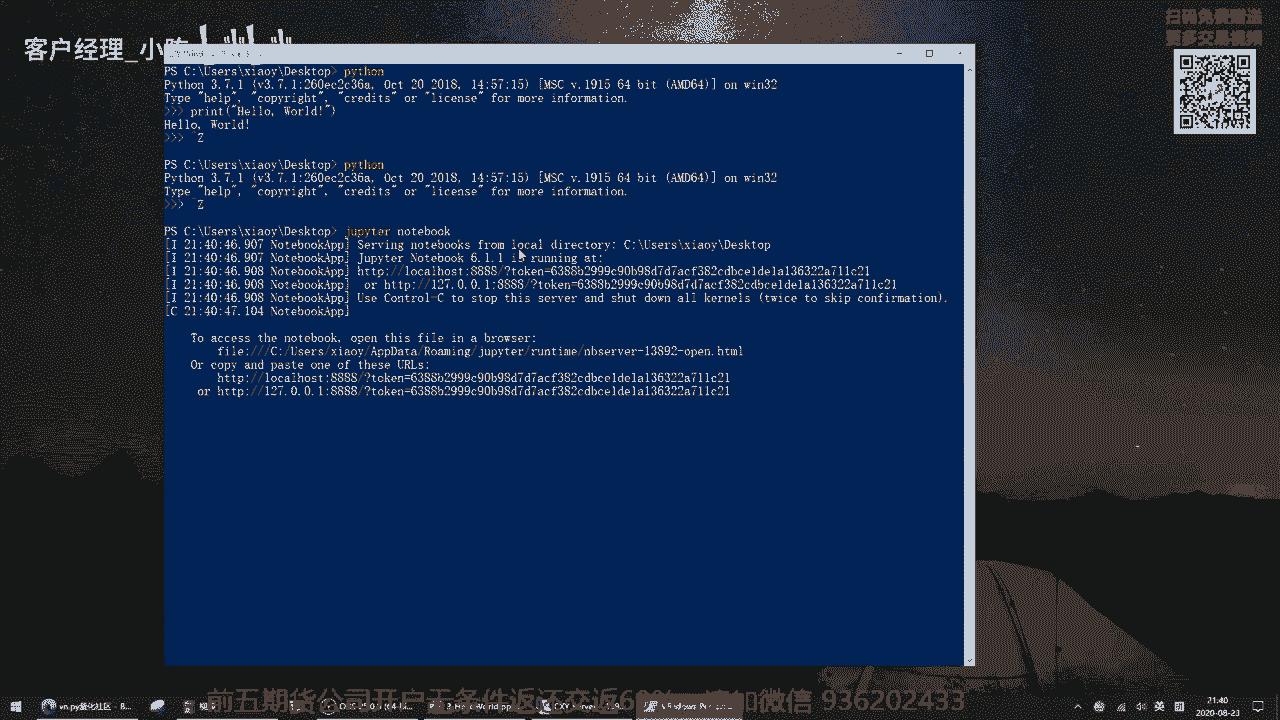 扫码免费赠送
更多交易视频
客户经理_小陈
PS C:\Users\xiaoy\Desktop> python
Python 3.7.1 (v3.7.1:260ec2c36a, Oct 20 2018, 14:57:15) [MSC v.1915 64 bit (AMD64)] on win32
Type "help", "copyright", "credits" or "license" for more information.
>>> print("Hello, World!")
Hello, World!
>>> ^Z
PS C:\Users\xiaoy\Desktop> python
Python 3.7.1 (v3.7.1:260ec2c36a, Oct 20 2018, 14:57:15) [MSC v.1915 64 bit (AMD64)] on win32
Type "help", "copyright", "credits" or "license" for more information.
>>> ^Z
PS C:\Users\xiaoy\Desktop> jupyter notebook
[I 21:40:46.907 NotebookApp] Serving notebooks from local directory: C:\Users\xiaoy\Desktop
[I 21:40:46.907 NotebookApp] Jupyter Notebook 6.1.1 is running at:
[I 21:40:46.908 NotebookApp] http://localhost:8888/?token=6388b2999c90b98d7d7acf382cdbce1de1a136322a711c21
[I 21:40:46.908 NotebookApp]  or http://127.0.0.1:8888/?token=6388b2999c90b98d7d7acf382cdbce1de1a136322a711c21
[I 21:40:46.908 NotebookApp] Use Control-C to stop this server and shut down all kernels (twice to skip confirmation).
[C 21:40:47.104 NotebookApp]
To access the notebook, open this file in a browser:
file:///C:/Users/xiaoy/AppData/Roaming/jupyter/runtime/nbserver-13892-open.html
Or copy and paste one of these URLs:
http://localhost:8888/?token=6388b2999c90b98d7d7acf382cdbce1de1a136322a711c21
or http://127.0.0.1:8888/?token=6388b2999c90b98d7d7acf382cdbce1de1a136322a711c21
前五期货公司开户无条件返还交返6 微信 936202433
vn.py量化社区 - B...
英
21:40
2020-08-23